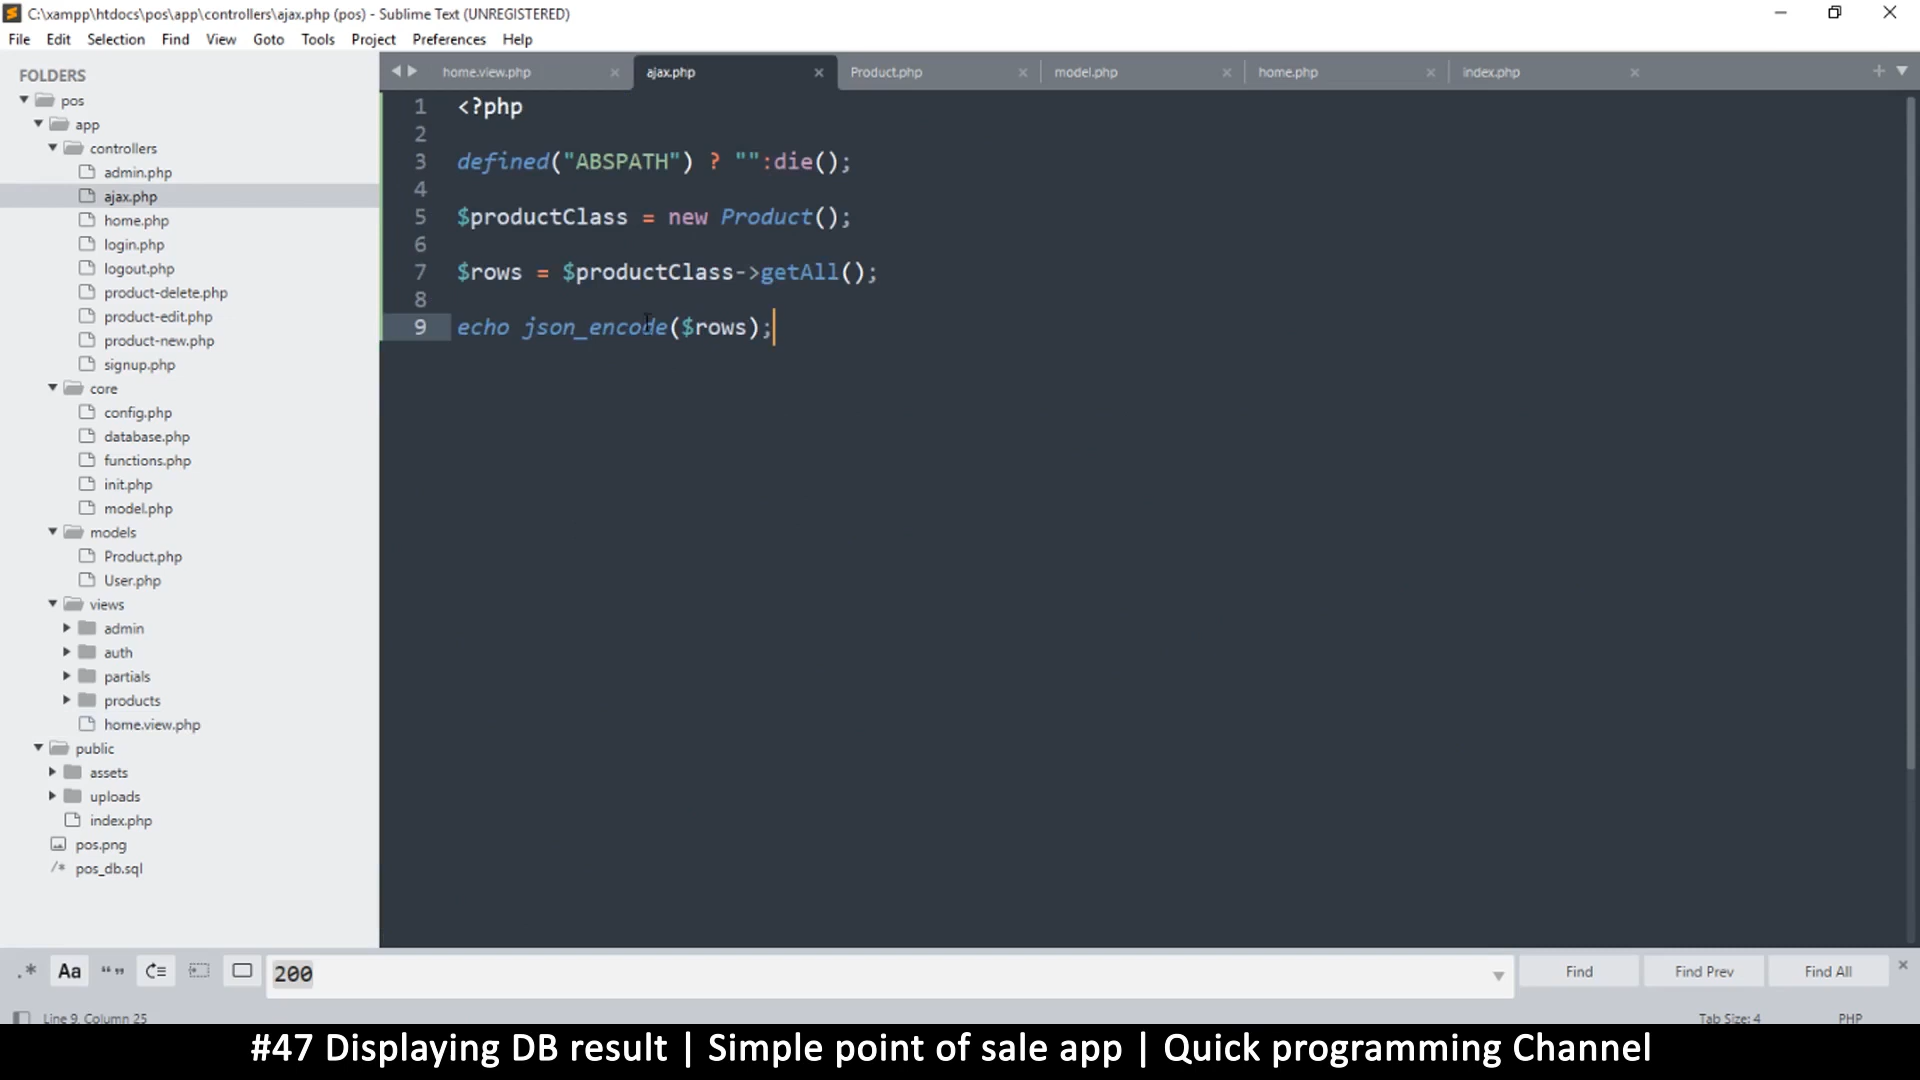 C:\xampp\htdocs\pos\app\controllers\ajax.php (pos) - Sublime Text (UNREGISTERED)
File Edit Selection Find View Goto Tools Project Preferences Help
FOLDERS
pos
app
controllers
admin.php
ajax.php
home.php
login.php
logout.php
product-delete.php
product-edit.php
product-new.php
signup.php
core
config.php
database.php
functions.php
init.php
model.php
models
Product.php
User.php
views
admin
auth
partials
products
home.view.php
public
assets
uploads
index.php
pos.png
/* pos_db.sql
home.view.php ajax.php Product.php model.php home.php index.php
1 <?php
2
3 defined("ABSPATH") ? "":die();
4
5 $productClass = new Product();
6
7 $rows = $productClass->getAll();
8
9 echo json_encode($rows);
.* Aa “” 200 Find Find Prev Find All
Line 9, Column 25 Tab Size: 4 PHP
#47 Displaying DB result | Simple point of sale app | Quick programming Channel